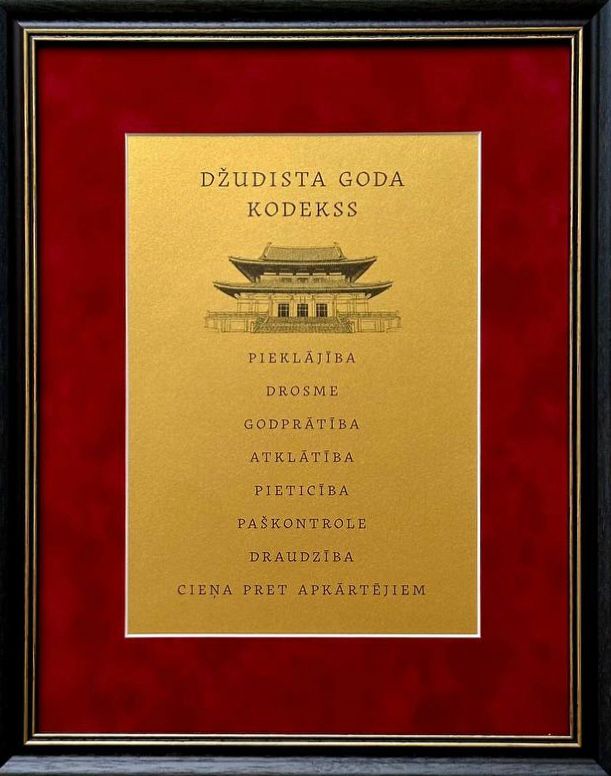 DŽUDISTA GODA
KODEKSS
PIEKLĀJĪBA
DROSME
GODPRĀTĪBA
ATKLĀTĪBA
PIETICĪBA
PAŠKONTROLE
DRAUDZĪBA
CIEŅA PRET APKĀRTĒJIEM